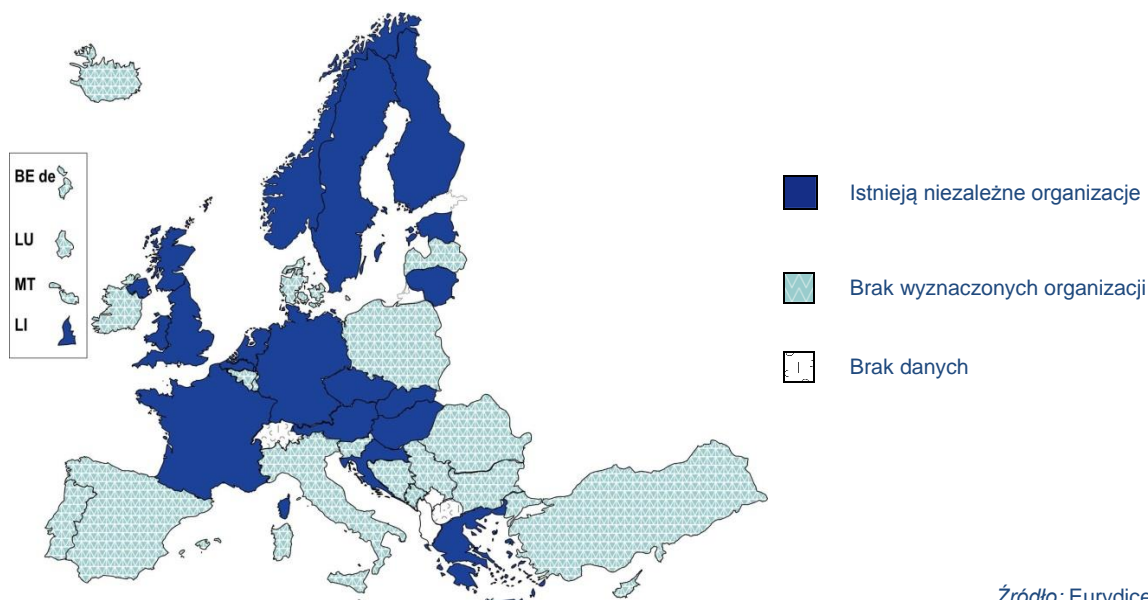 BE de
LU
MT
LI
Istnieją niezależne organizacje
Brak wyznaczonych organizacji
Brak danych
Źródło: Eurydice